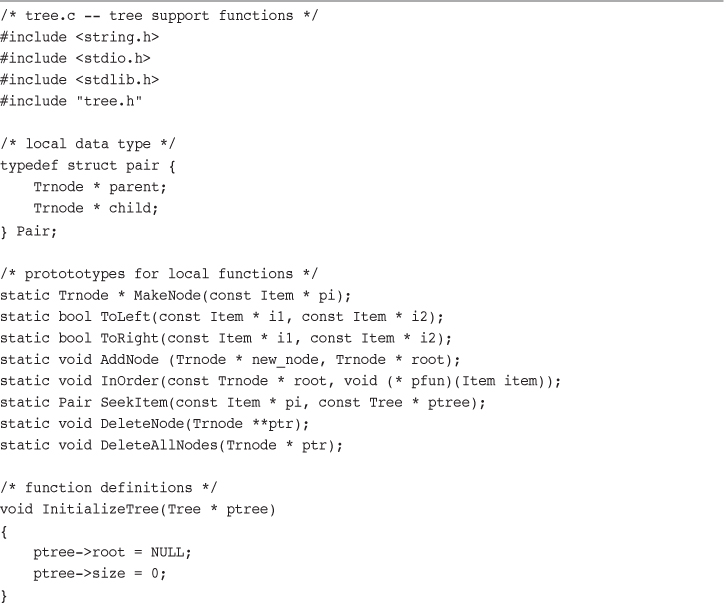 /* tree.c -- tree support functions */
#include <string.h>
#include <stdio.h>
#include <stdlib.h>
#include "tree.h"

/* local data type */
typedef struct pair {
    Trnode * parent;
    Trnode * child;
} Pair;

/* protototypes for local functions */
static Trnode * MakeNode(const Item * pi);
static bool ToLeft(const Item * i1, const Item * i2);
static bool ToRight(const Item * i1, const Item * i2);
static void AddNode (Trnode * new_node, Trnode * root);
static void InOrder(const Trnode * root, void (* pfun)(Item item));
static Pair SeekItem(const Item * pi, const Tree * ptree);
static void DeleteNode(Trnode **ptr);
static void DeleteAllNodes(Trnode * ptr);

/* function definitions */
void InitializeTree(Tree * ptree)
{
    ptree->root = NULL;
    ptree->size = 0;
}